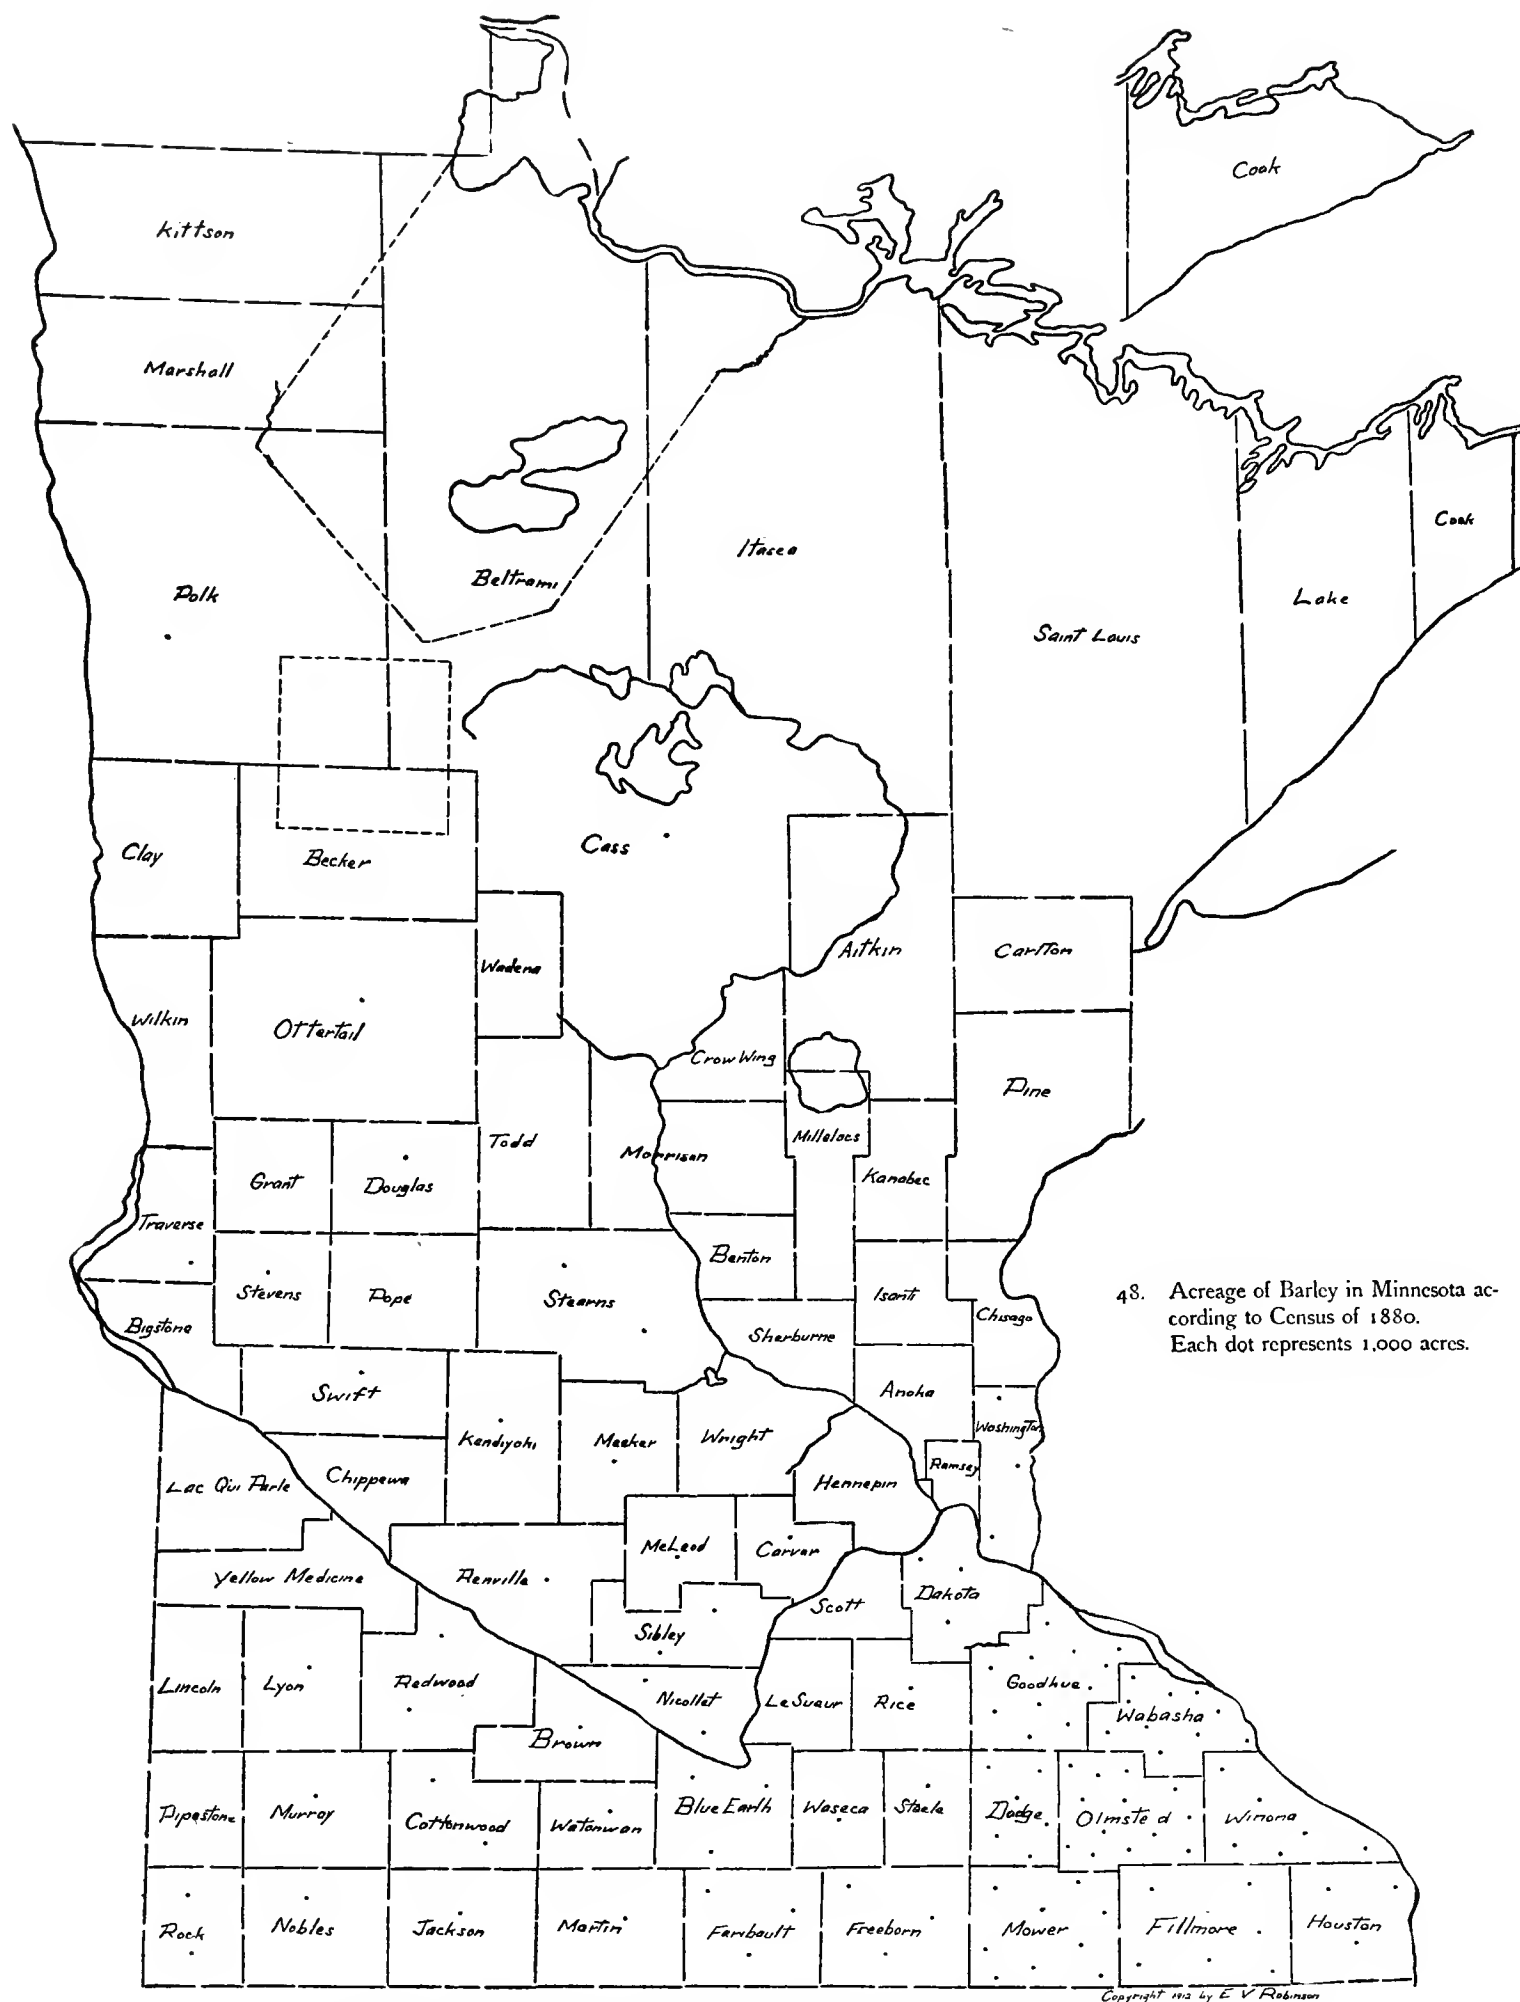 Cook
Kittson
Marshall
Itasca
Cook
Beltrami
Polk
Lake
Saint Louis
Cass
Clay
Becker
Aitkin
Carlton
Wadena
Wilkin
Ottertail
Crow Wing
Pine
Millelacs
Todd
Morrison
Kanabec
Grant
Douglas
Traverse
Benton
Stevens
Pope
Stearns
Isanti
48. Acreage of Barley in Minnesota ac-
cording to Census of 1880.
Each dot represents 1,000 acres.
Chisago
Bigstone
Sherburne
Swift
Anoka
Washington
Kandiyohi
Meeker
Wright
Ramsey
Lac Qui Parle
Chippewa
Hennepin
McLeod
Carver
Yellow Medicine
Renville
Dakota
Scott
Sibley
Lincoln
Lyon
Redwood
Nicollet
Le Sueur
Rice
Goodhue
Wabasha
Brown
Pipestone
Murray
Cottonwood
Watonwan
Blue Earth
Waseca
Steele
Dodge
Olmsted
Winona
Rock
Nobles
Jackson
Martin
Faribault
Freeborn
Mower
Fillmore
Houston
Copyright 1912 by E V Robinson